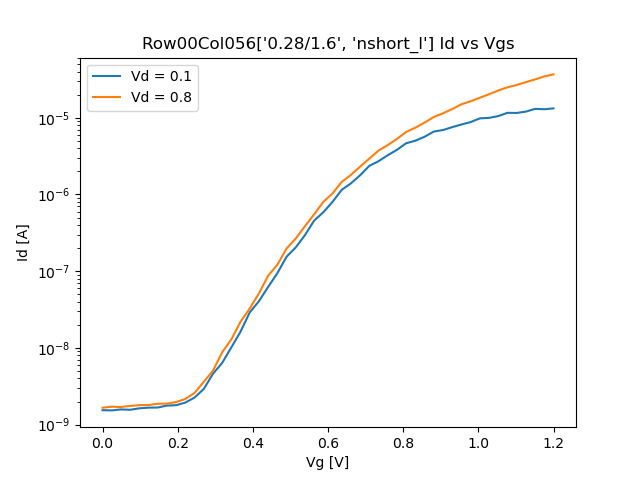 Row00Col056['0.28/1.6', 'nshort_l'] Id vs Vgs
Vd = 0.1
Vd = 0.8
Id [A]
10⁻⁵
10⁻⁶
10⁻⁷
10⁻⁸
10⁻⁹
0.0 0.2 0.4 0.6 0.8 1.0 1.2
Vg [V]